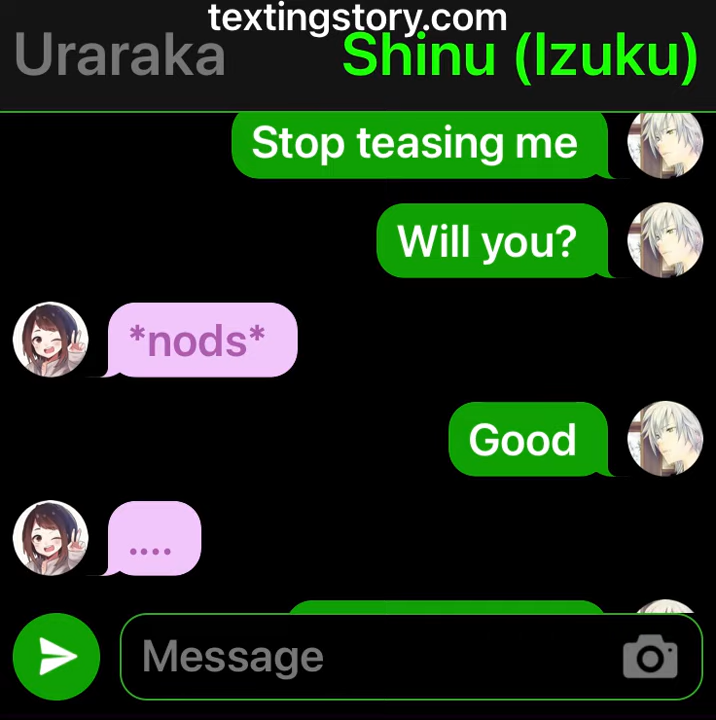 textingstory.com
Uraraka
Shinu (Izuku)
Stop teasing me
Will you?
*nods*
Good
....
Message